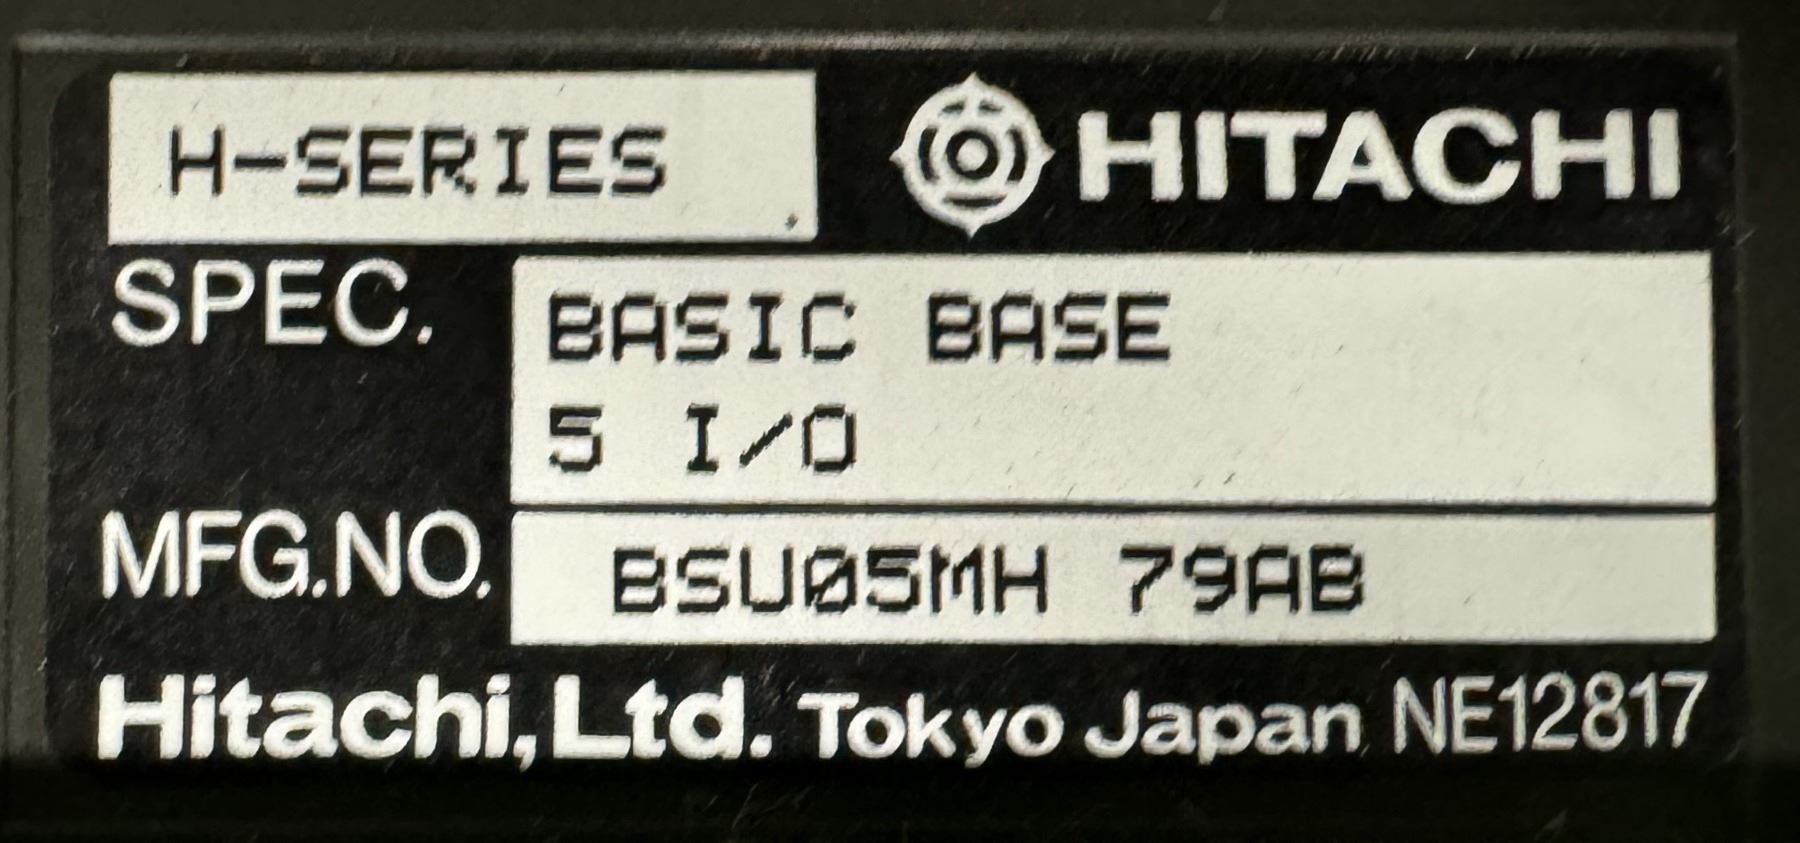 H-SERIES HITACHI
SPEC. BASIC BASE
5 I/O
MFG.NO. BSU05MH 79AB
Hitachi,Ltd. Tokyo Japan NE12817